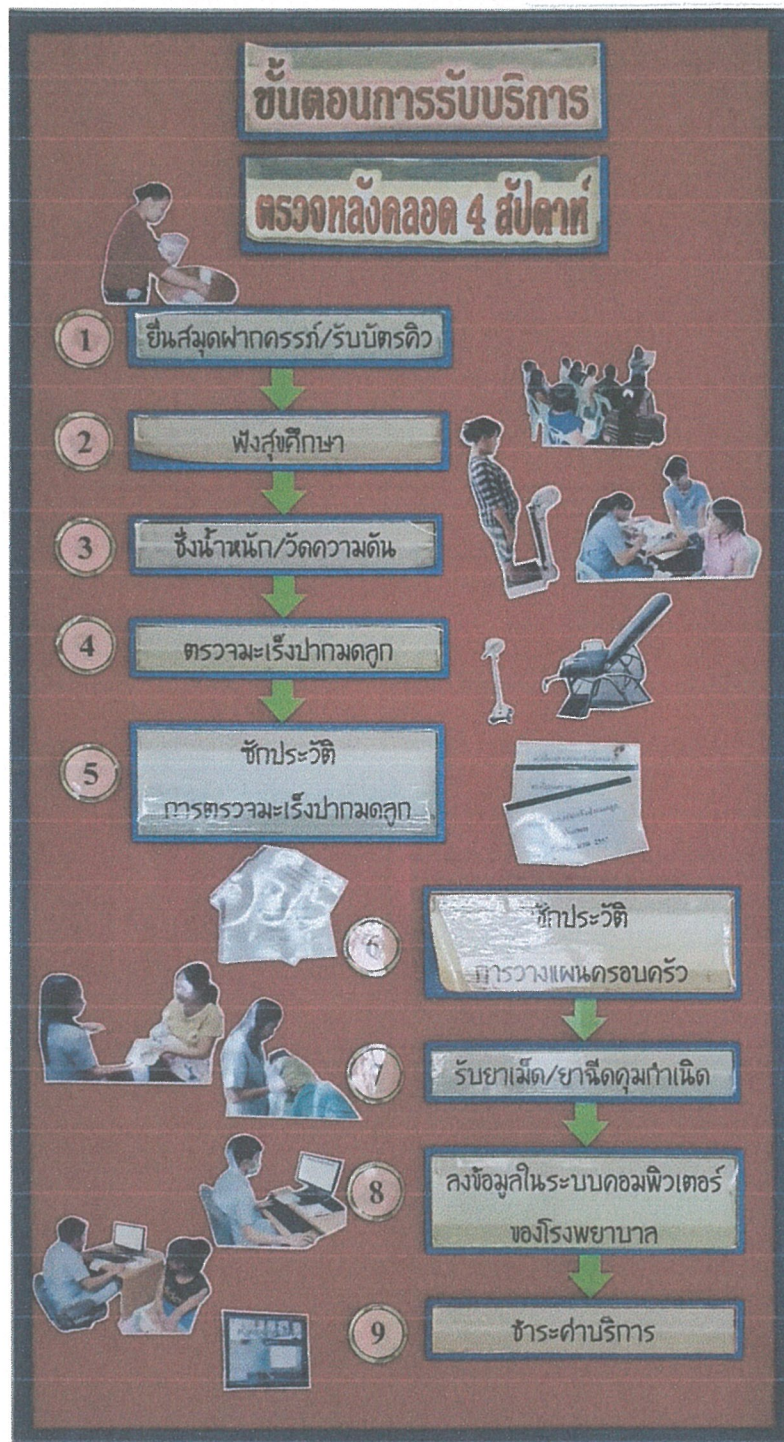 ขั้นตอนการรับบริการ
ตรวจหลังคลอด 4 สัปดาห์
1
ยื่นสมุดฝากครรภ์/รับบัตรคิว
2
ฟังสุขศึกษา
3
ชั่งน้ำหนัก/วัดความดัน
4
ตรวจมะเร็งปากมดลูก
5
ซักประวัติ
การตรวจมะเร็งปากมดลูก
6
ซักประวัติ
การวางแผนครอบครัว
7
รับยาเม็ด/ยาฉีดคุมกำเนิด
8
ลงข้อมูลในระบบคอมพิวเตอร์
ของโรงพยาบาล
9
ชำระค่าบริการ